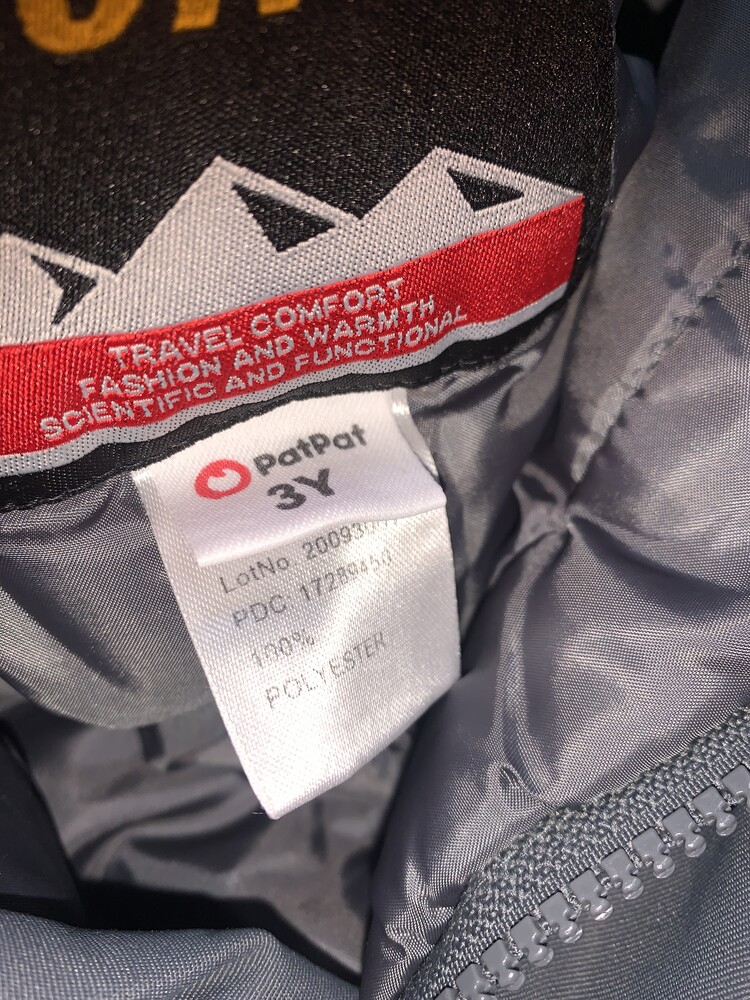 TRAVEL COMFORT
FASHION AND WARMTH
SCIENTIFIC AND FUNCTIONAL
PatPat
3Y
LotNo
PDC
100%
POLYESTER